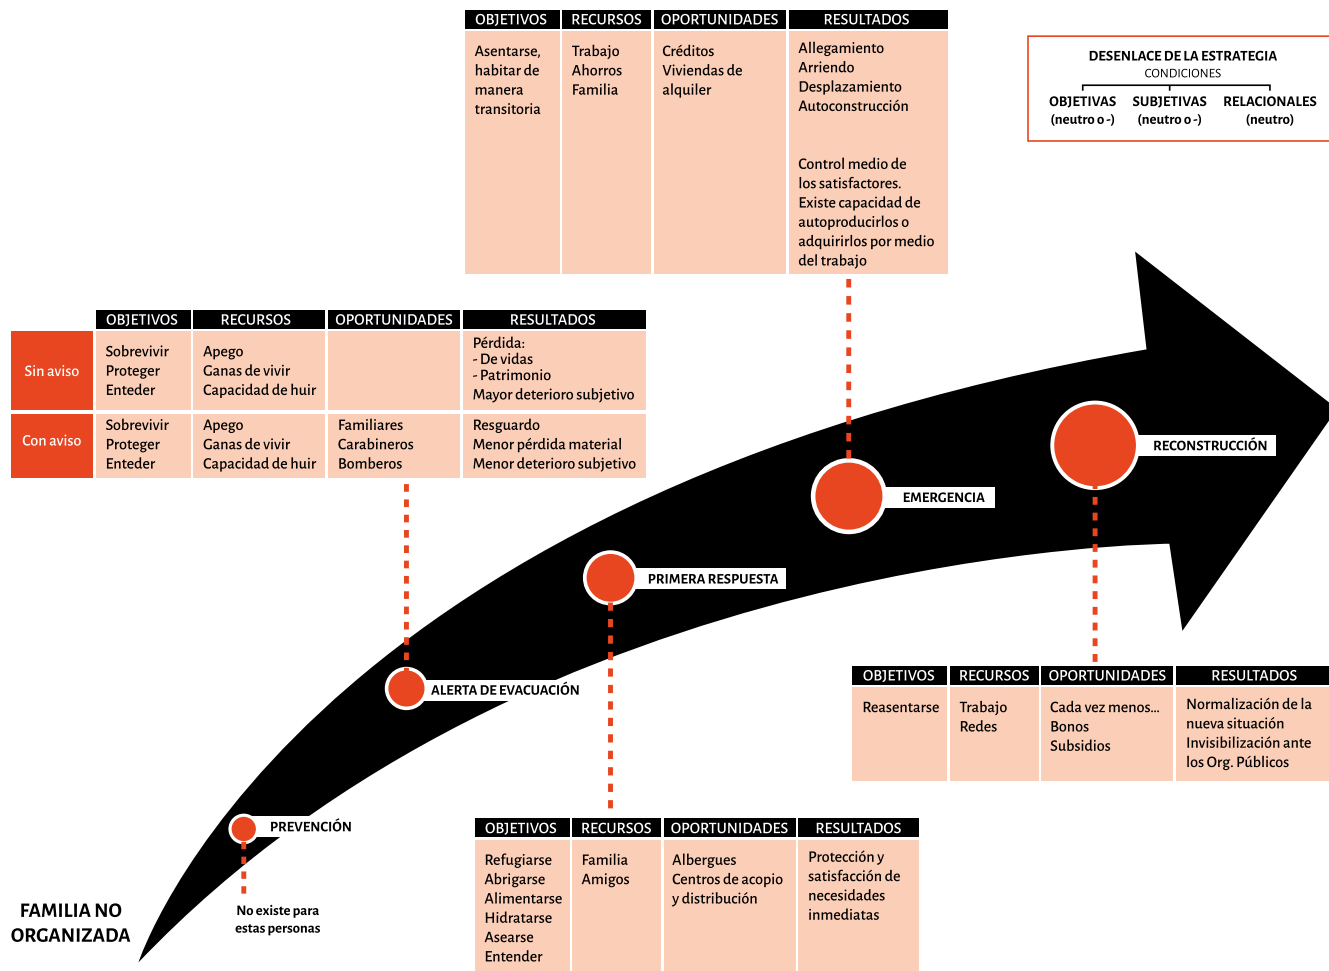 OBJETIVOS RECURSOS OPORTUNIDADES RESULTADOS
Asentarse,
habitar de
manera
transitoria
Trabajo
Ahorros
Familia
Créditos
Viviendas de
alquiler
Allegamiento
Arriendo
Desplazamiento
Autoconstrucción
Control medio de
los satisfactores.
Existe capacidad de
autoproducirlos o
adquirirlos por medio
del trabajo
DESENLACE DE LA ESTRATEGIA
CONDICIONES
OBJETIVAS SUBJETIVAS RELACIONALES
(neutro o -) (neutro o -) (neutro)
OBJETIVOS RECURSOS OPORTUNIDADES RESULTADOS
Sin aviso
Sobrevivir
Proteger
Enteder
Apego
Ganas de vivir
Capacidad de huir
Pérdida:
- De vidas
- Patrimonio
Mayor deterioro subjetivo
Con aviso
Sobrevivir
Proteger
Enteder
Apego
Ganas de vivir
Capacidad de huir
Familiares
Carabineros
Bomberos
Resguardo
Menor pérdida material
Menor deterioro subjetivo
RECONSTRUCCIÓN
EMERGENCIA
PRIMERA RESPUESTA
ALERTA DE EVACUACIÓN
PREVENCIÓN
OBJETIVOS RECURSOS OPORTUNIDADES RESULTADOS
Reasentarse
Trabajo
Redes
Cada vez menos...
Bonos
Subsidios
Normalización de la
nueva situación
Invisibilización ante
los Org. Públicos
OBJETIVOS RECURSOS OPORTUNIDADES RESULTADOS
Refugiarse
Abrigarse
Alimentarse
Hidratarse
Asearse
Entender
Familia
Amigos
Albergues
Centros de acopio
y distribución
Protección y
satisfacción de
necesidades
inmediatas
No existe para
estas personas
FAMILIA NO
ORGANIZADA